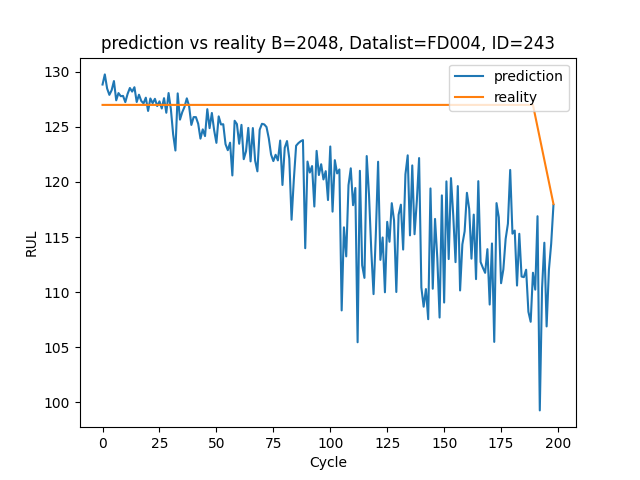 prediction vs reality B=2048, Datalist=FD004, ID=243
prediction
reality
RUL
130
125
120
115
110
105
100
0 25 50 75 100 125 150 175 200
Cycle